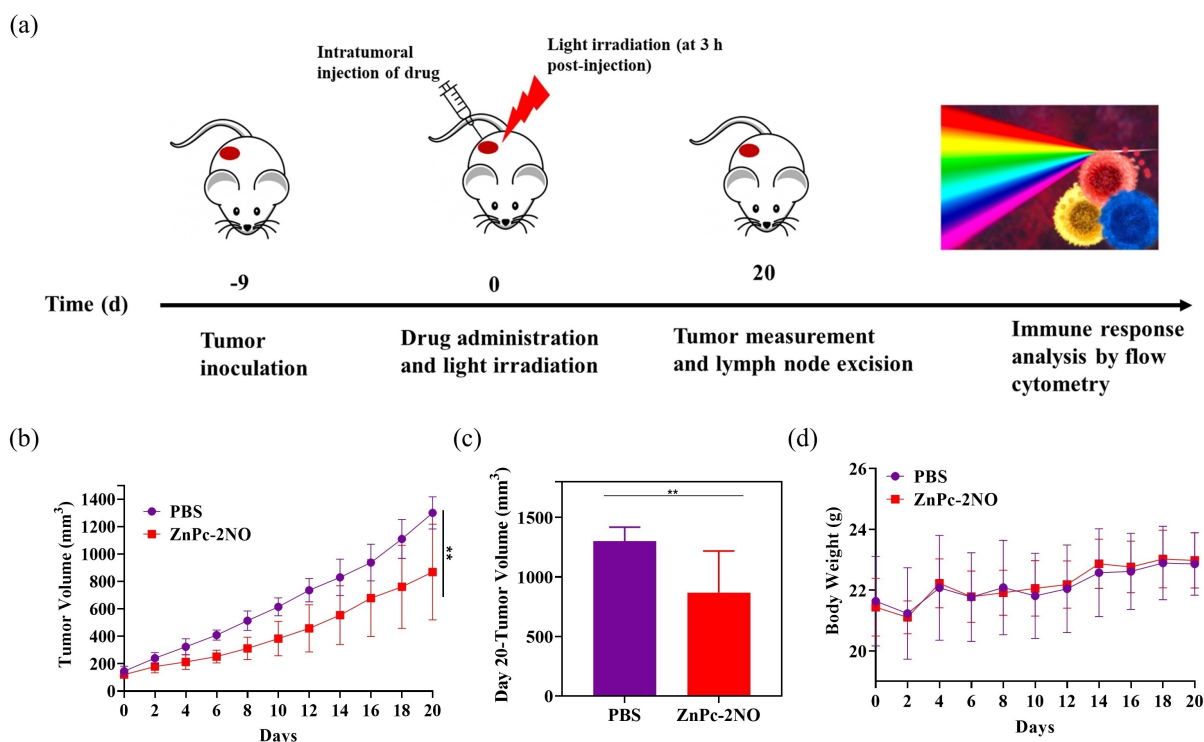 (a)
Intratumoral
injection of drug
Light irradiation (at 3 h
post-injection)
-9
0
20
Time (d)
Tumor
inoculation
Drug administration
and light irradiation
Tumor measurement
and lymph node excision
Immune response
analysis by flow
cytometry
(b)
Tumor Volume (mm³)
1400
1200
1000
800
600
400
200
0
PBS
ZnPc-2NO
**
0 2 4 6 8 10 12 14 16 18 20
Days
(c)
Day 20-Tumor Volume (mm³)
1500
1000
500
0
**
PBS ZnPc-2NO
(d)
Body Weight (g)
26
24
22
20
PBS
ZnPc-2NO
0 2 4 6 8 10 12 14 16 18 20
Days